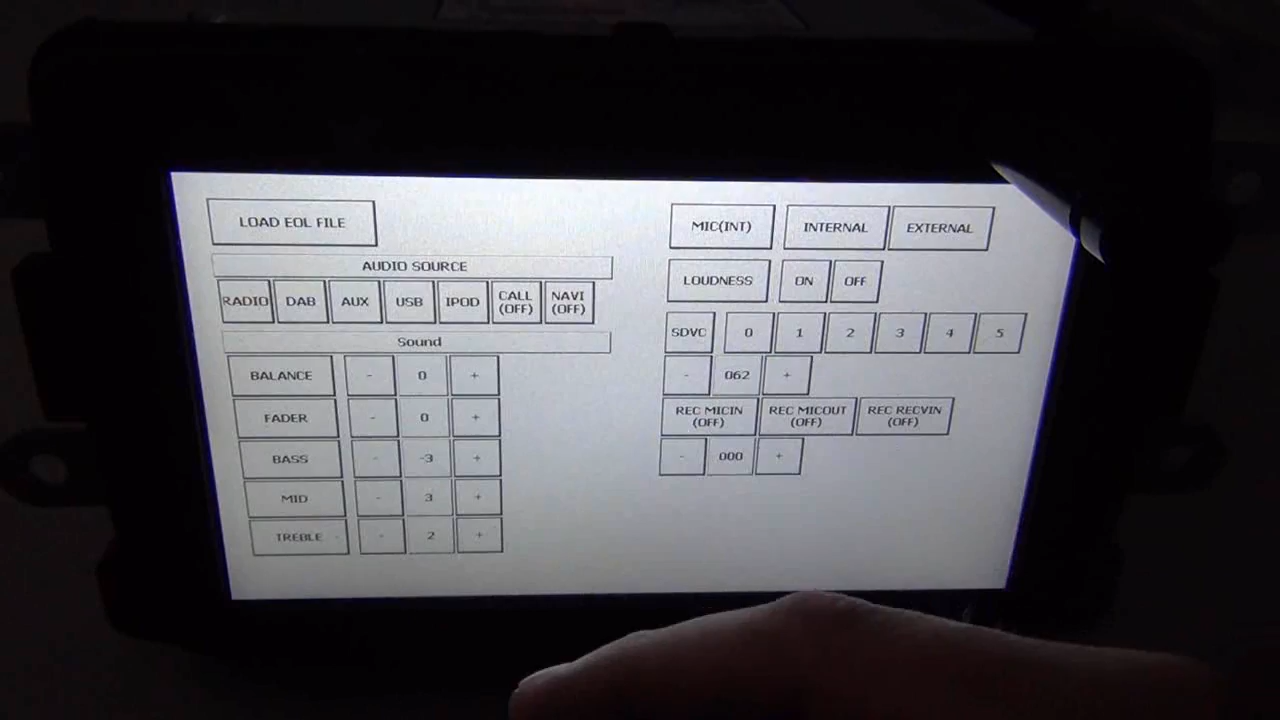 LOAD EOL FILE
AUDIO SOURCE
RADIO DAB AUX USB IPOD CALL (OFF) NAVI (OFF)
Sound
BALANCE - 0 +
FADER - 0 +
BASS - -3 +
MID - 3 +
TREBLE - 2 +
MIC(INT) INTERNAL EXTERNAL
LOUDNESS ON OFF
SDVC 0 1 2 3 4 5
- 062 +
REC MICIN (OFF) REC MICOUT (OFF) REC RECVIN (OFF)
- 000 +